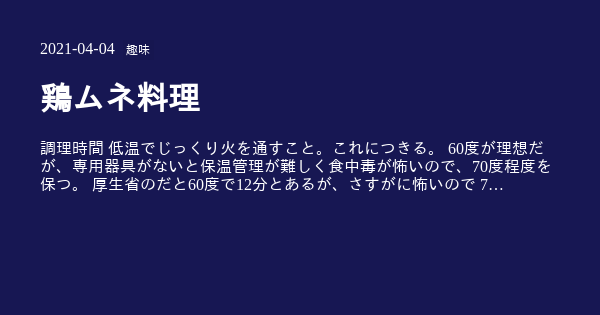 2021-04-04 趣味
鶏ムネ料理
調理時間 低温でじっくり火を通すこと。これにつきる。 60度が理想だ
が、専用器具がないと保温管理が難しく食中毒が怖いので、70度程度を
保つ。 厚生省のだと60度で12分とあるが、さすがに怖いので 7…